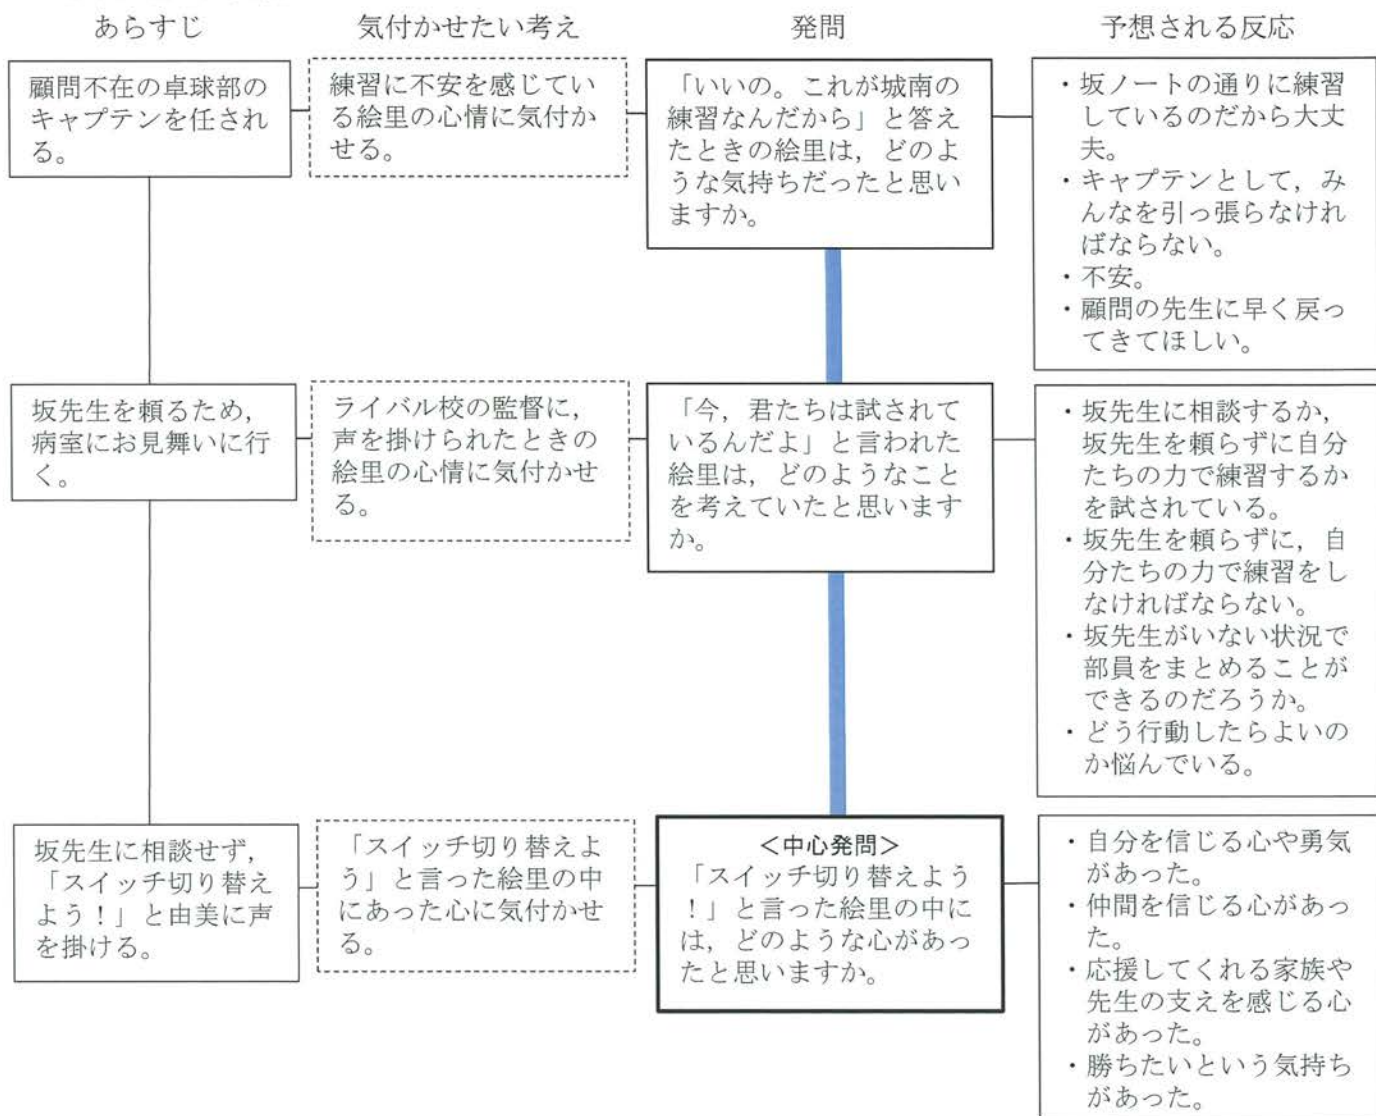 あらすじ
気付かせたい考え
発問
予想される反応
顧問不在の卓球部の
キャプテンを任され
る。
練習に不安を感じてい
る絵里の心情に気付か
せる。
「いいの。これが城南の
練習なんだから」と答え
たときの絵里は,どのよ
うな気持ちだったと思い
ますか。
・坂ノートの通りに練習
しているのだから大丈
夫。
・キャプテンとして,み
んなを引っ張らなけれ
ばならない。
・不安。
・顧問の先生に早く戻っ
てきてほしい。
坂先生を頼るため,
病室にお見舞いに行
く。
ライバル校の監督に,
声を掛けられたときの
絵里の心情に気付かせ
る。
「今,君たちは試されて
いるんだよ」と言われた
絵里は,どのようなこと
を考えていたと思います
か。
・坂先生に相談するか,
坂先生を頼らずに自分
たちの力で練習するか
を試されている。
・坂先生を頼らずに,自
分たちの力で練習をし
なければならない。
・坂先生がいない状況で
部員をまとめることが
できるのだろうか。
・どう行動したらよいの
か悩んでいる。
坂先生に相談せず,
「スイッチ切り替え
よう!」と由美に声
を掛ける。
「スイッチ切り替えよ
う」と言った絵里の中
にあった心に気付かせ
る。
<中心発問>
「スイッチ切り替えよう
!」と言った絵里の中に
は,どのような心があっ
たと思いますか。
・自分を信じる心や勇気
があった。
・仲間を信じる心があっ
た。
・応援してくれる家族や
先生の支えを感じる心
があった。
・勝ちたいという気持ち
があった。